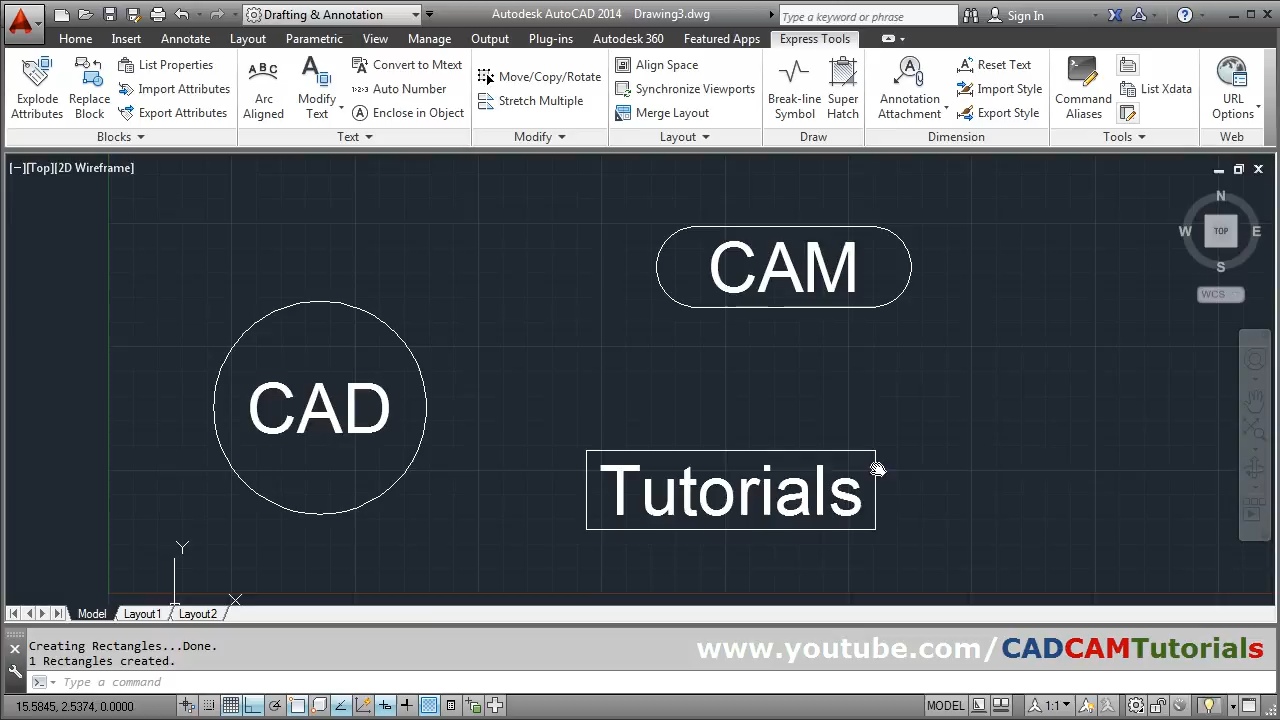 Drafting & Annotation
Autodesk AutoCAD 2014 Drawing3.dwg
Type a keyword or phrase
Sign In
Home Insert Annotate Layout Parametric View Manage Output Plug-ins Autodesk 360 Featured Apps Express Tools
Explode Attributes
Replace Block
List Properties
Import Attributes
Export Attributes
Blocks
ABC
Arc Aligned
Modify Text
Convert to Mtext
Auto Number
Enclose in Object
Text
Move/Copy/Rotate
Stretch Multiple
Modify
Align Space
Synchronize Viewports
Merge Layout
Layout
Break-line Symbol
Super Hatch
Draw
Annotation Attachment
Reset Text
Import Style
Export Style
Dimension
Command Aliases
List Xdata
Tools
URL Options
Web
[−][Top][2D Wireframe]
N
W TOP E
S
WCS
CAM
CAD
Tutorials
Y
X
Model Layout1 Layout2
Creating Rectangles...Done.
1 Rectangles created.
Type a command
www.youtube.com/CADCAMTutorials
15.5845, 2.5374, 0.0000
MODEL
1:1